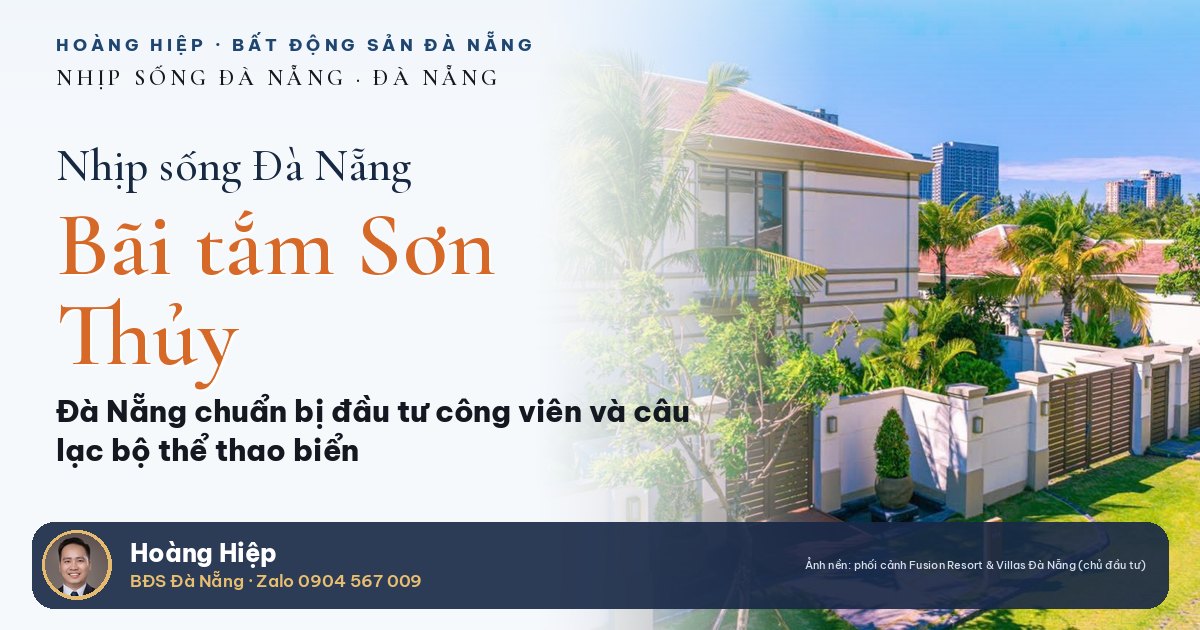 HOÀNG HIỆP · BẤT ĐỘNG SẢN ĐÀ NẴNG
NHỊP SỐNG ĐÀ NẴNG · ĐÀ NẴNG
Nhịp sống Đà Nẵng
Bãi tắm Sơn
Thủy
Đà Nẵng chuẩn bị đầu tư công viên và câu
lạc bộ thể thao biển
Hoàng Hiệp
BĐS Đà Nẵng · Zalo 0904 567 009
Ảnh nền: phối cảnh Fusion Resort & Villas Đà Nẵng (chủ đầu tư)